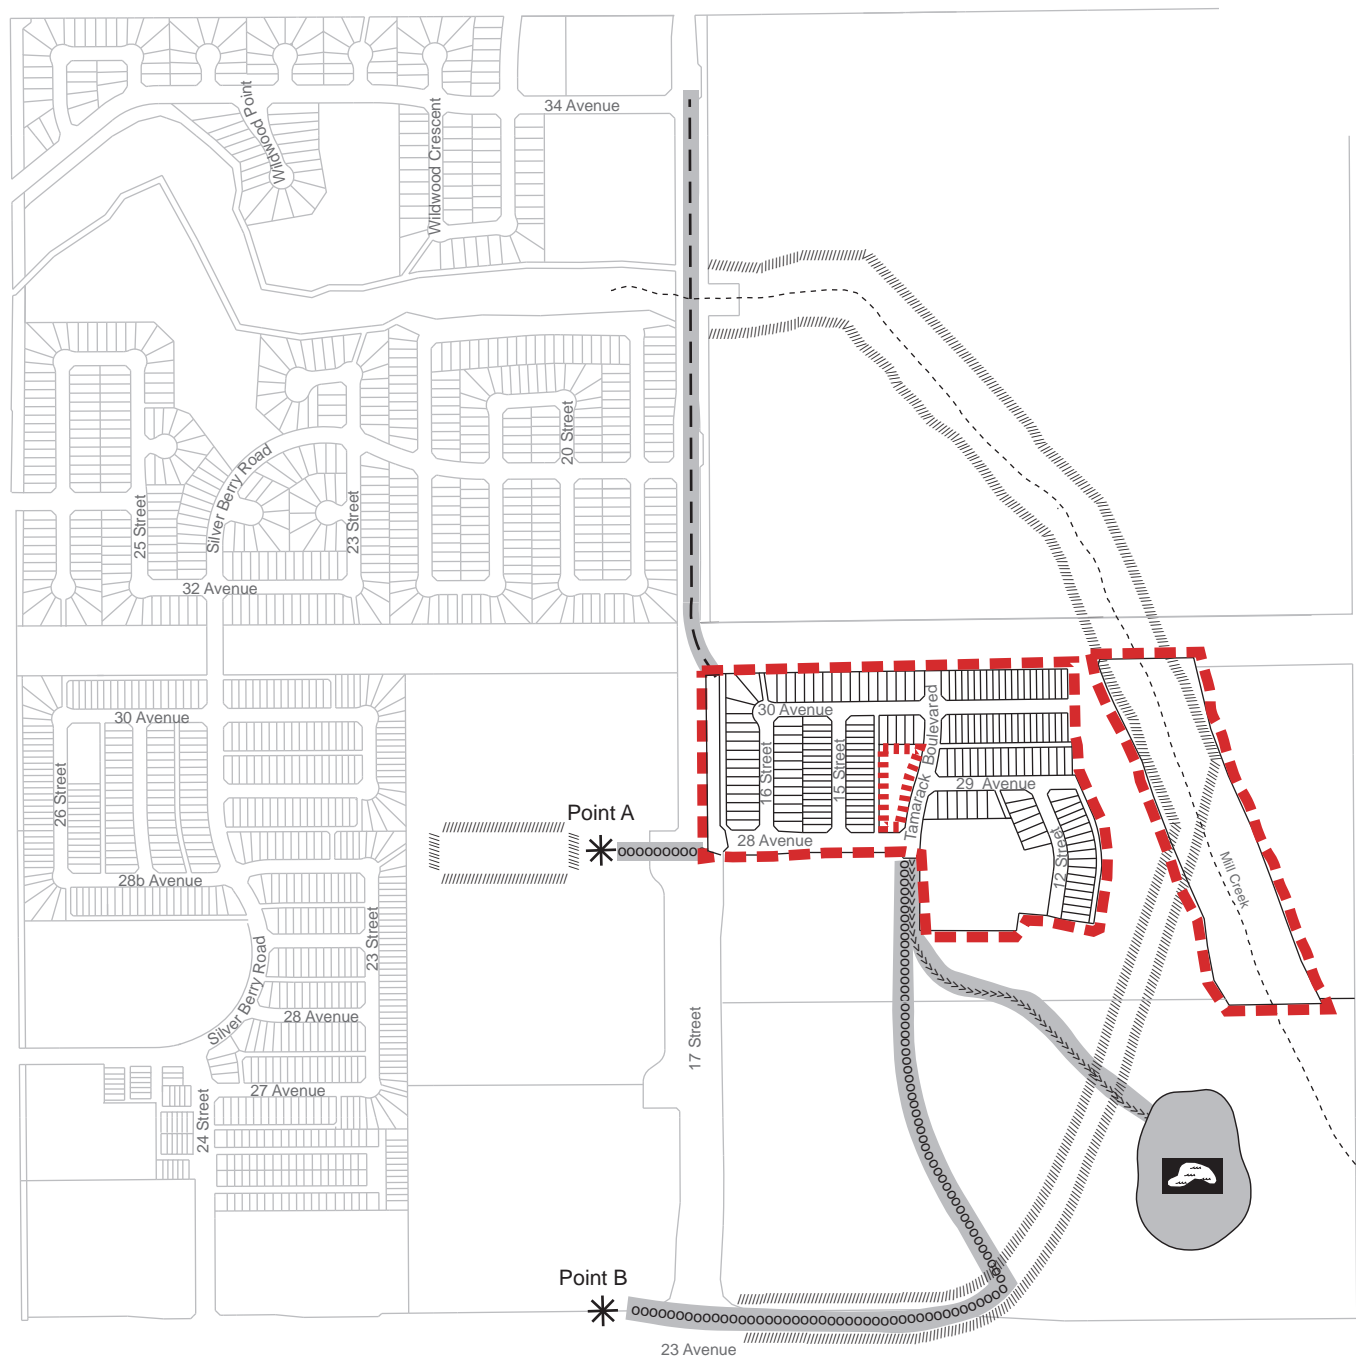 34 Avenue
Wildwood Point
Wildwood Crescent
20 Street
Silver Berry Road
25 Street
23 Street
32 Avenue
30 Avenue
30 Avenue
Tamarack Boulevared
26 Street
16 Street
15 Street
29 Avenue
Point A
28 Avenue
12 Street
Mill Creek
28b Avenue
23 Street
Silver Berry Road
28 Avenue
17 Street
27 Avenue
24 Street
Point B
23 Avenue